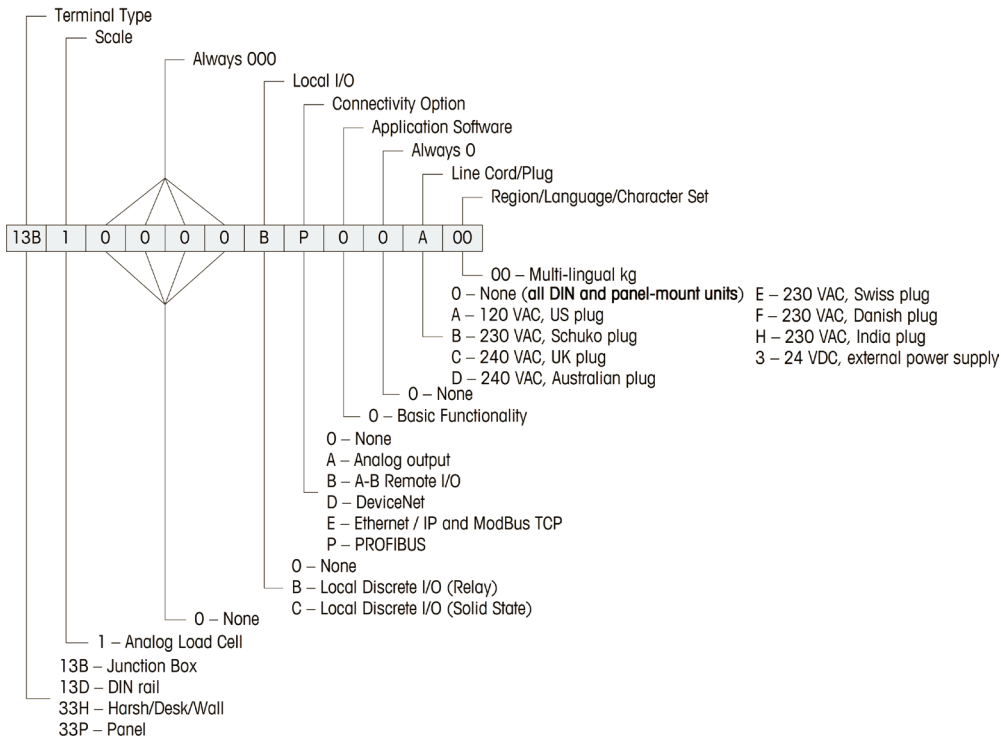 Terminal Type
Scale
Always 000
Local I/O
Connectivity Option
Application Software
Always 0
Line Cord/Plug
Region/Language/Character Set
13B 1 0 0 0 0 B P 0 0 A 00
00 – Multi-lingual kg
0 – None (all DIN and panel-mount units) E – 230 VAC, Swiss plug
A – 120 VAC, US plug F – 230 VAC, Danish plug
B – 230 VAC, Schuko plug H – 230 VAC, India plug
C – 240 VAC, UK plug 3 – 24 VDC, external power supply
D – 240 VAC, Australian plug
0 – None
0 – Basic Functionality
0 – None
A – Analog output
B – A-B Remote I/O
D – DeviceNet
E – Ethernet / IP and ModBus TCP
P – PROFIBUS
0 – None
B – Local Discrete I/O (Relay)
C – Local Discrete I/O (Solid State)
0 – None
1 – Analog Load Cell
13B – Junction Box
13D – DIN rail
33H – Harsh/Desk/Wall
33P – Panel